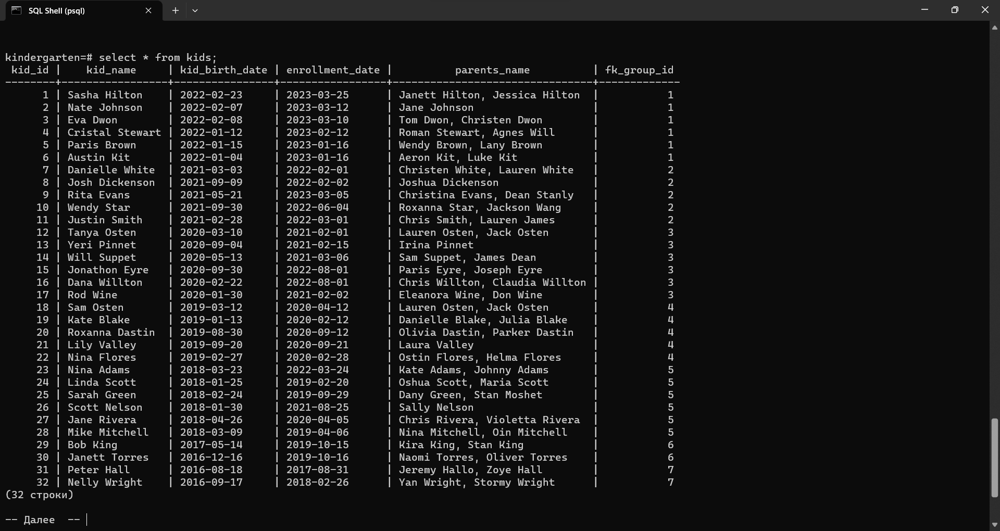 SQL Shell (psql)
kindergarten=# select * from kids;
 kid_id |    kid_name     | kid_birth_date | enrollment_date |          parents_name          | fk_group_id
--------+-----------------+----------------+-----------------+--------------------------------+-------------
      1 | Sasha Hilton    | 2022-02-23     | 2023-03-25      | Janett Hilton, Jessica Hilton  |           1
      2 | Nate Johnson    | 2022-02-07     | 2023-03-12      | Jane Johnson                   |           1
      3 | Eva Dwon        | 2022-02-08     | 2023-03-10      | Tom Dwon, Christen Dwon        |           1
      4 | Cristal Stewart | 2022-01-12     | 2023-02-12      | Roman Stewart, Agnes Will      |           1
      5 | Paris Brown     | 2022-01-15     | 2023-01-16      | Wendy Brown, Lany Brown        |           1
      6 | Austin Kit      | 2022-01-04     | 2023-01-16      | Aeron Kit, Luke Kit            |           1
      7 | Danielle White  | 2021-03-03     | 2022-02-01      | Christen White, Lauren White   |           2
      8 | Josh Dickenson  | 2021-09-09     | 2022-02-02      | Joshua Dickenson               |           2
      9 | Rita Evans      | 2021-05-21     | 2023-03-05      | Christina Evans, Dean Stanly   |           2
     10 | Wendy Star      | 2021-09-30     | 2022-06-04      | Roxanna Star, Jackson Wang     |           2
     11 | Justin Smith    | 2021-02-28     | 2022-03-01      | Chris Smith, Lauren James      |           2
     12 | Tanya Osten     | 2020-03-10     | 2021-02-01      | Lauren Osten, Jack Osten       |           3
     13 | Yeri Pinnet     | 2020-09-04     | 2021-02-15      | Irina Pinnet                   |           3
     14 | Will Suppet     | 2020-05-13     | 2021-03-06      | Sam Suppet, James Dean         |           3
     15 | Jonathon Eyre   | 2020-09-30     | 2022-08-01      | Paris Eyre, Joseph Eyre        |           3
     16 | Dana Willton    | 2020-02-22     | 2022-08-01      | Chris Willton, Claudia Willton |           3
     17 | Rod Wine        | 2020-01-30     | 2021-02-02      | Eleanora Wine, Don Wine        |           3
     18 | Sam Osten       | 2019-03-12     | 2020-04-12      | Lauren Osten, Jack Osten       |           4
     19 | Kate Blake      | 2019-01-13     | 2020-02-12      | Danielle Blake, Julia Blake    |           4
     20 | Roxanna Dastin  | 2019-08-30     | 2020-09-12      | Olivia Dastin, Parker Dastin   |           4
     21 | Lily Valley     | 2019-09-20     | 2020-09-21      | Laura Valley                   |           4
     22 | Nina Flores     | 2019-02-27     | 2020-02-28      | Ostin Flores, Helma Flores     |           4
     23 | Nina Adams      | 2018-03-23     | 2022-03-24      | Kate Adams, Johnny Adams       |           5
     24 | Linda Scott     | 2018-01-25     | 2019-02-20      | Oshua Scott, Maria Scott       |           5
     25 | Sarah Green     | 2018-02-24     | 2019-09-29      | Dany Green, Stan Moshet        |           5
     26 | Scott Nelson    | 2018-01-30     | 2021-08-25      | Sally Nelson                   |           5
     27 | Jane Rivera     | 2018-04-26     | 2020-04-05      | Chris Rivera, Violetta Rivera  |           5
     28 | Mike Mitchell   | 2018-03-09     | 2019-04-06      | Nina Mitchell, Oin Mitchell    |           5
     29 | Bob King        | 2017-05-14     | 2019-10-15      | Kira King, Stan King           |           6
     30 | Janett Torres   | 2016-12-16     | 2019-10-16      | Naomi Torres, Oliver Torres    |           6
     31 | Peter Hall      | 2016-08-18     | 2017-08-31      | Jeremy Hallo, Zoye Hall        |           7
     32 | Nelly Wright    | 2016-09-17     | 2018-02-26      | Yan Wright, Stormy Wright      |           7
(32 строки)
-- Далее  --